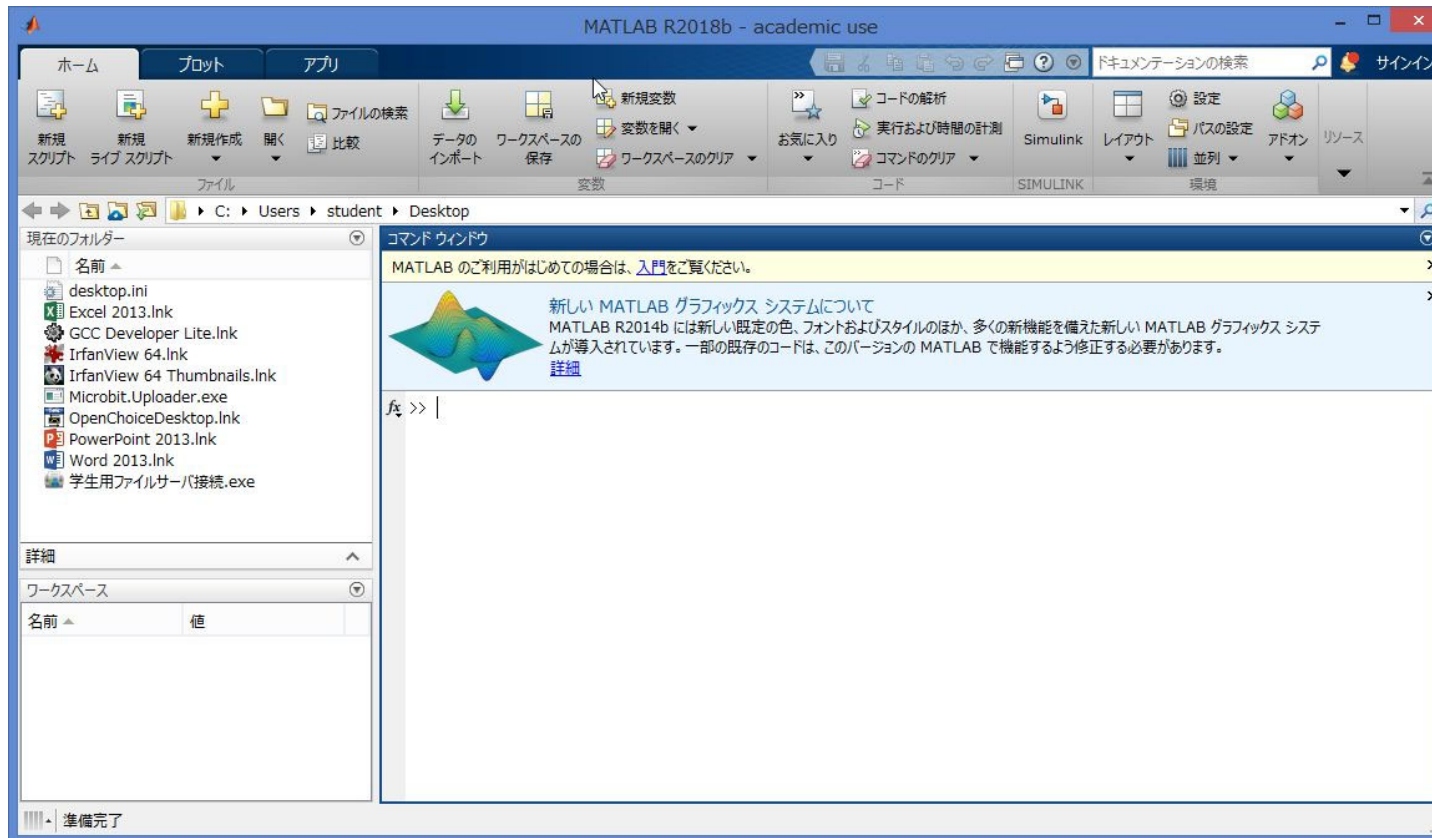 MATLAB R2018b - academic use
ホーム プロット アプリ
ドキュメンテーションの検索 サインイン
新規 スクリプト
新規 ライブ スクリプト
新規作成
開く
ファイルの検索
比較
ファイル
データの インポート
ワークスペースの 保存
新規変数
変数を開く
ワークスペースのクリア
変数
お気に入り
コードの解析
実行および時間の計測
コマンドのクリア
コード
Simulink
SIMULINK
レイアウト
設定
パスの設定
並列
アドオン
環境
リソース
C: Users student Desktop
現在のフォルダー
名前
desktop.ini
Excel 2013.lnk
GCC Developer Lite.lnk
IrfanView 64.lnk
IrfanView 64 Thumbnails.lnk
Microbit.Uploader.exe
OpenChoiceDesktop.lnk
PowerPoint 2013.lnk
Word 2013.lnk
学生用ファイルサーバ接続.exe
詳細
ワークスペース
名前 値
コマンド ウィンドウ
MATLAB のご利用がはじめての場合は、入門をご覧ください。
新しい MATLAB グラフィックス システムについて
MATLAB R2014b には新しい既定の色、フォントおよびスタイルのほか、多くの新機能を備えた新しい MATLAB グラフィックス システ
ムが導入されています。一部の既存のコードは、このバージョンの MATLAB で機能するよう修正する必要があります。
詳細
fx >>
準備完了